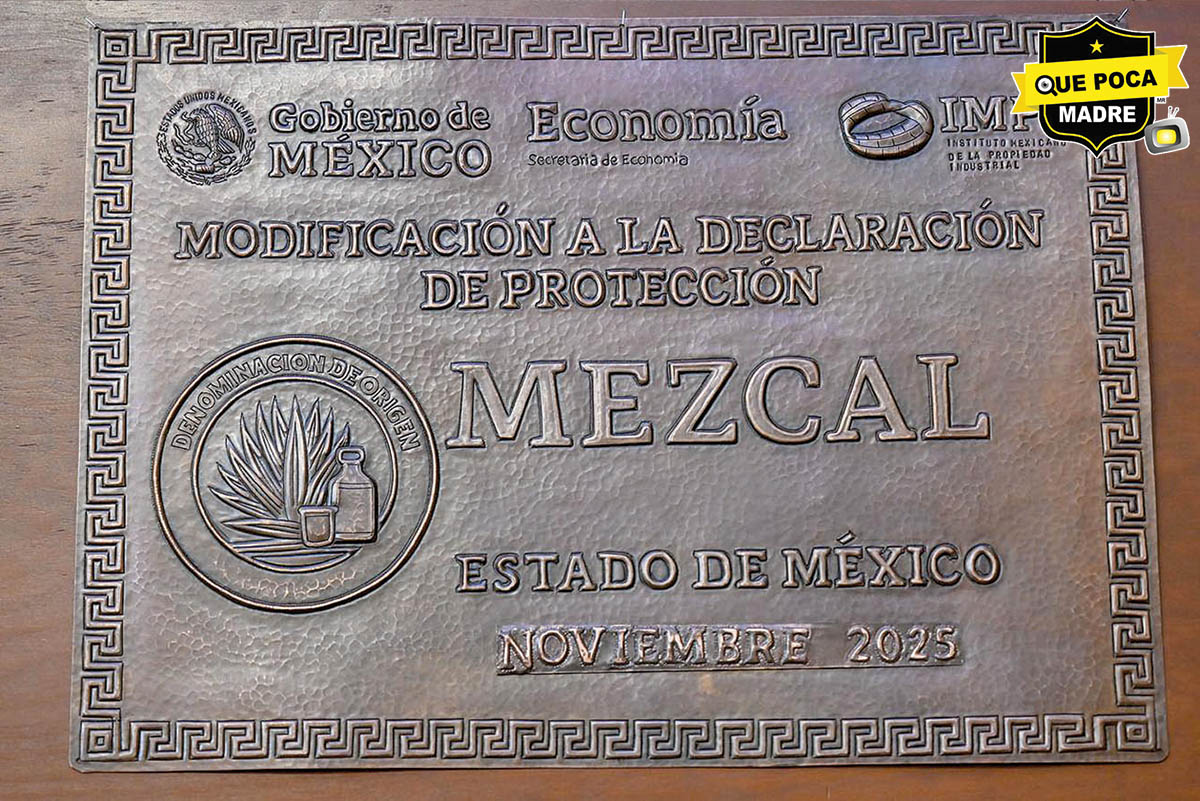 ESTADOS UNIDOS MEXICANOS
Gobierno de
MÉXICO
Economía
Secretaría de Economía
INSTITUTO MEXICANO
DE LA PROPIEDAD
INDUSTRIAL
QUE POCA
MADRE
MR
MODIFICACIÓN A LA DECLARACIÓN
DE PROTECCIÓN
DENOMINACION DE ORIGEN
MEZCAL
ESTADO DE MÉXICO
NOVIEMBRE 2025